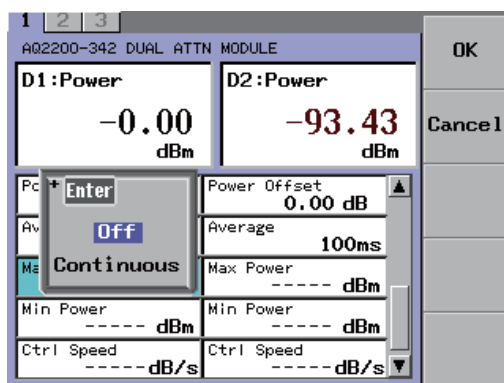 1 2 3
AQ2200-342 DUAL ATTN MODULE
D1:Power
-0.00
dBm
D2:Power
-93.43
dBm
OK
Cancel
Enter
Off
Continuous
Power Offset
0.00 dB
Av
Average
100ms
Ma
Max Power
----- dBm
Min Power
----- dBm
Min Power
----- dBm
Ctrl Speed
-----dB/s
Ctrl Speed
-----dB/s